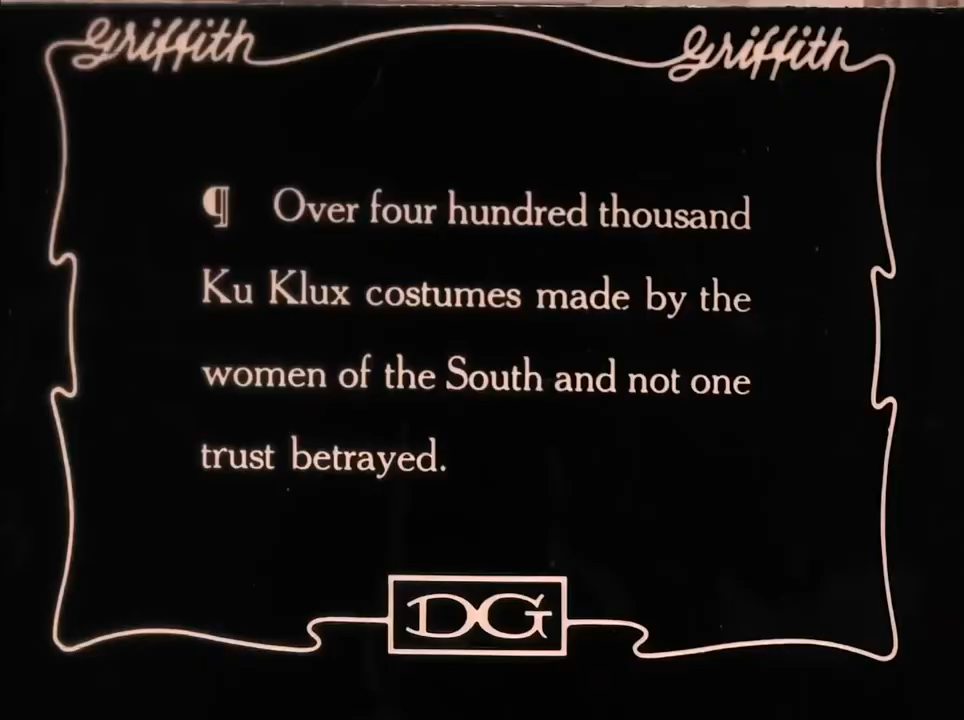 Griffith Griffith
¶ Over four hundred thousand
Ku Klux costumes made by the
women of the South and not one
trust betrayed.
DG